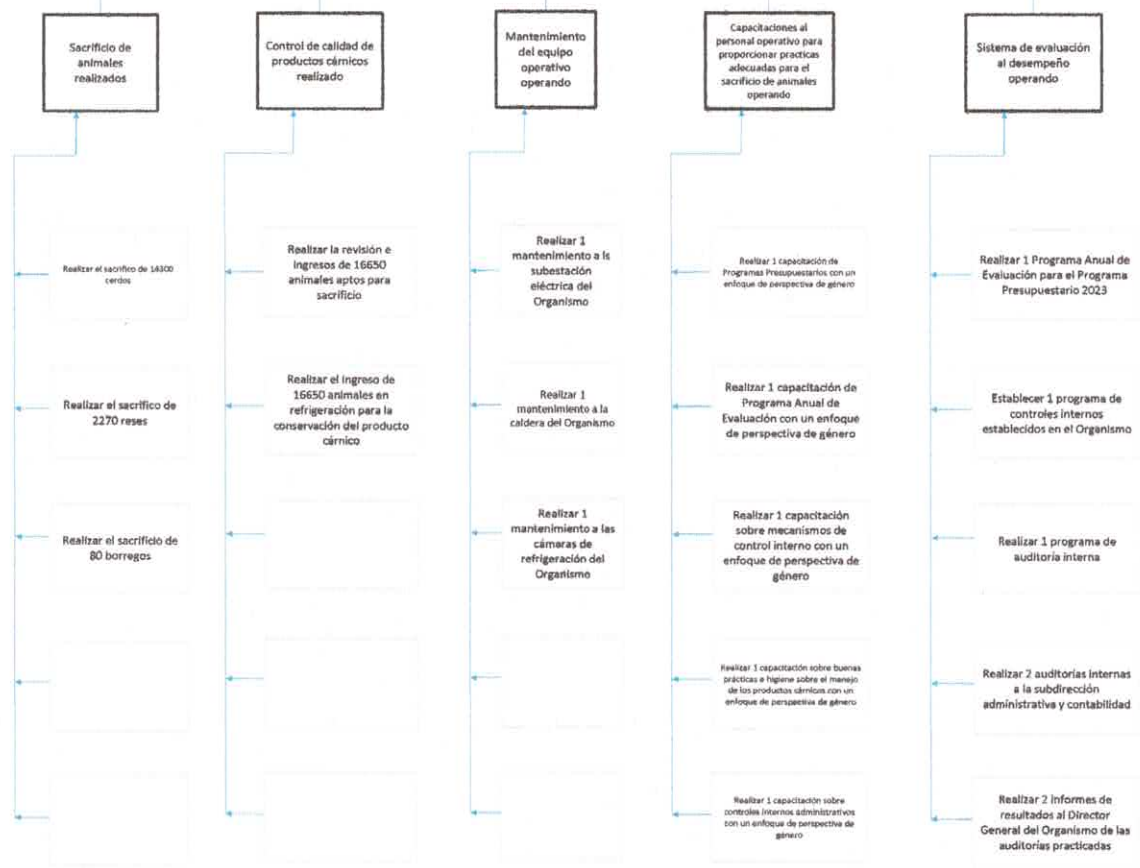 Sacrificio de
animales
realizados
Realizar el sacrifico de 14300
cerdos
Realizar el sacrifico de
2270 reses
Realizar el sacrifico de
80 borregos
Control de calidad de
productos cárnicos
realizado
Realizar la revisión e
ingresos de 16650
animales aptos para
sacrificio
Realizar el ingreso de
16650 animales en
refrigeración para la
conservación del producto
cárnico
Mantenimiento
del equipo
operativo
operando
Realizar 1
mantenimiento a la
subestación
eléctrica del
Organismo
Realizar 1
mantenimiento a la
caldera del Organismo
Realizar 1
mantenimiento a las
cámaras de
refrigeración del
Organismo
Capacitaciones al
personal operativo para
proporcionar practicas
adecuadas para el
sacrificio de animales
operando
Realizar 1 capacitación de
Programas Presupuestarios con un
enfoque de perspectiva de género
Realizar 1 capacitación de
Programa Anual de
Evaluación con un enfoque
de perspectiva de género
Realizar 1 capacitación
sobre mecanismos de
control interno con un
enfoque de perspectiva de
género
Realizar 1 capacitación sobre buenas
prácticas e higiene sobre el manejo
de los productos cárnicos con un
enfoque de perspectiva de género
Realizar 1 capacitación sobre
controles internos administrativos
con un enfoque de perspectiva de
género
Sistema de evaluación
al desempeño
operando
Realizar 1 Programa Anual de
Evaluación para el Programa
Presupuestario 2023
Establecer 1 programa de
controles internos
establecidos en el Organismo
Realizar 1 programa de
auditoría interna
Realizar 2 auditorías internas
a la subdirección
administrativa y contabilidad
Realizar 2 informes de
resultados al Director
General del Organismo de las
auditorías practicadas